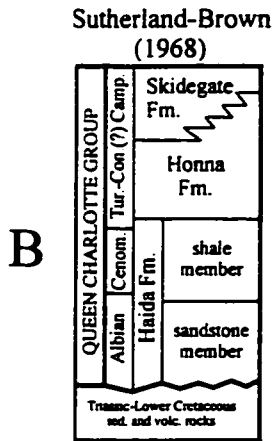 Sutherland-Brown
(1968)
B
QUEEN CHARLOTTE GROUP
Tur.-Con (?) Camp.
Cenom.
Albian
Skidegate
Fm.
Honna
Fm.
Haida Fm.
shale
member
sandstone
member
Triassic-Lower Cretaceous
sed. and volc. rocks